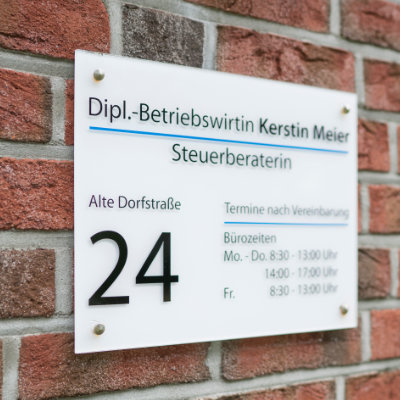 Dipl.-Betriebswirtin Kerstin Meier
Steuerberaterin
Alte Dorfstraße
24
Termine nach Vereinbarung
Bürozeiten
Mo. - Do. 8:30 - 13:00 Uhr
14:00 - 17:00 Uhr
Fr. 8:30 - 13:00 Uhr